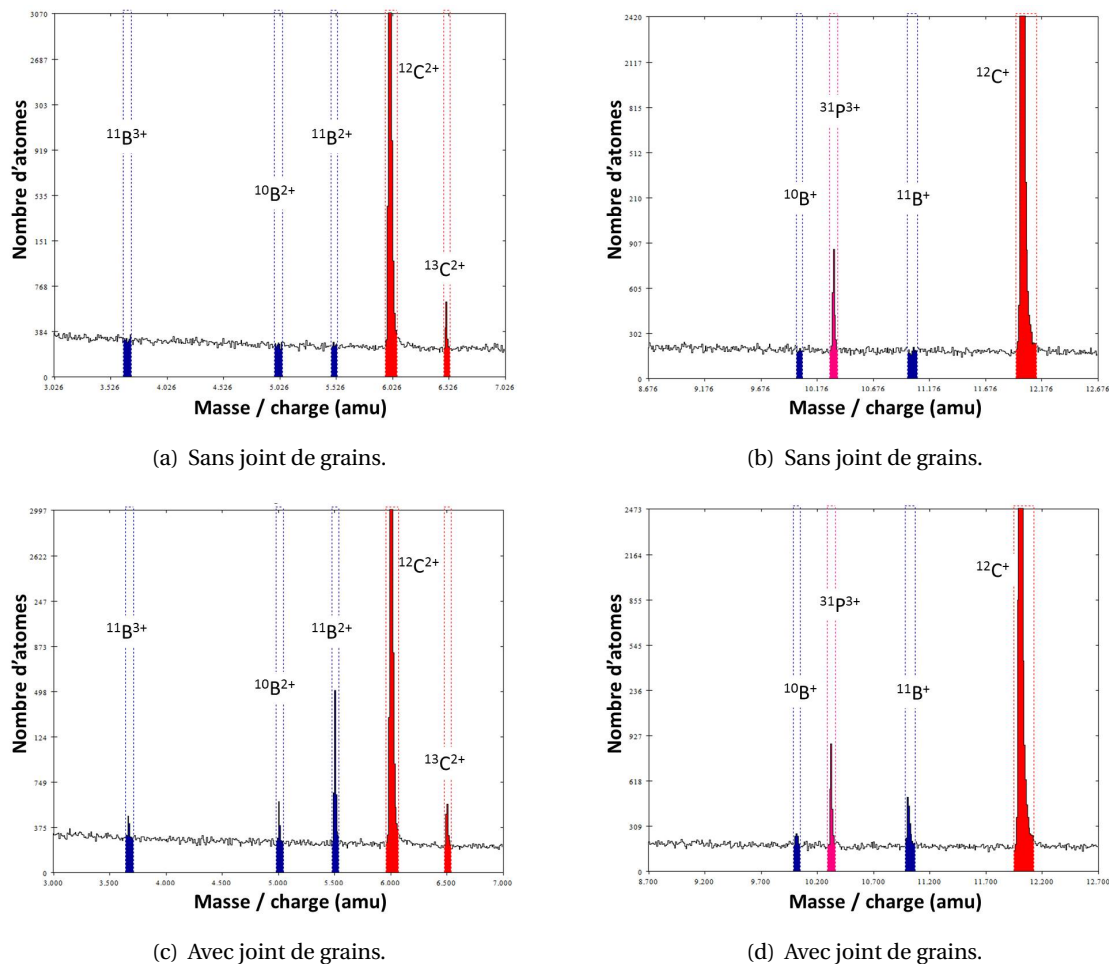 Nombre d'atomes
3070
2687
303
919
535
151
768
384
0
¹²C²⁺
¹¹B³⁺
¹¹B²⁺
¹⁰B²⁺
¹³C²⁺
3.026 3.526 4.026 4.526 5.026 5.526 6.026 6.526 7.026
Masse / charge (amu)
(a) Sans joint de grains.
Nombre d'atomes
2420
2117
815
512
210
907
605
302
0
¹²C⁺
³¹P³⁺
¹⁰B⁺
¹¹B⁺
8.676 9.176 9.676 10.176 10.676 11.176 11.676 12.176 12.676
Masse / charge (amu)
(b) Sans joint de grains.
Nombre d'atomes
2997
2622
247
873
498
124
749
375
0
¹²C²⁺
¹¹B³⁺
¹¹B²⁺
¹⁰B²⁺
¹³C²⁺
3.000 3.500 4.000 4.500 5.000 5.500 6.000 6.500 7.000
Masse / charge (amu)
(c) Avec joint de grains.
Nombre d'atomes
2473
2164
855
545
236
927
618
309
0
¹²C⁺
³¹P³⁺
¹⁰B⁺
¹¹B⁺
8.700 9.200 9.700 10.200 10.700 11.200 11.700 12.200 12.700
Masse / charge (amu)
(d) Avec joint de grains.